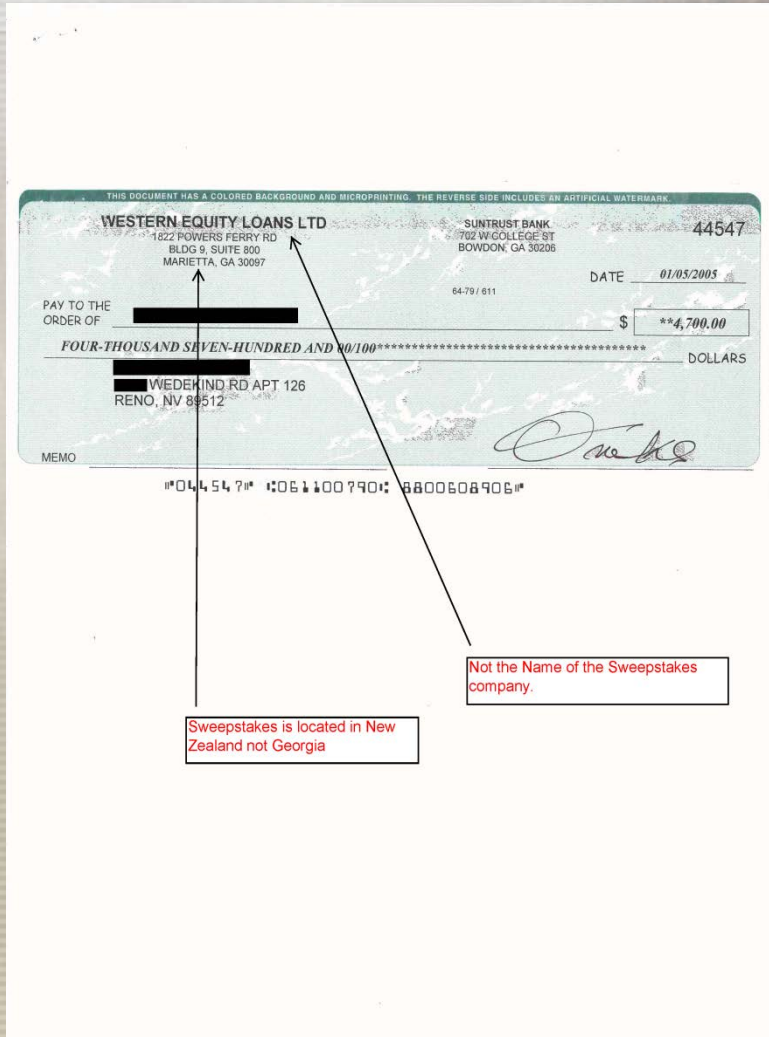 THIS DOCUMENT HAS A COLORED BACKGROUND AND MICROPRINTING. THE REVERSE SIDE INCLUDES AN ARTIFICIAL WATERMARK.
WESTERN EQUITY LOANS LTD
1822 POWERS FERRY RD
BLDG 9, SUITE 800
MARIETTA, GA 30097
SUNTRUST BANK
702 W COLLEGE ST
BOWDON, GA 30206
44547
64-79 / 611
DATE 01/05/2005
PAY TO THE
ORDER OF
$ **4,700.00
FOUR-THOUSAND SEVEN-HUNDRED AND 00/100**************************************
DOLLARS
WEDEKIND RD APT 126
RENO, NV 89512
MEMO
⑈044547⑈ ⑆061100790⑆ 8800608906⑈
Not the Name of the Sweepstakes
company.
Sweepstakes is located in New
Zealand not Georgia